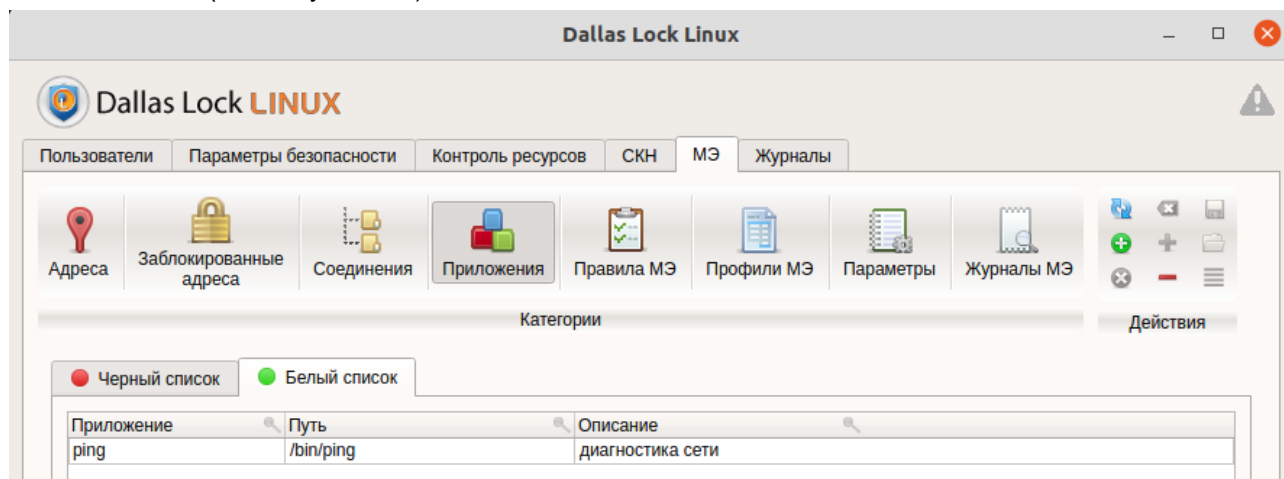 Dallas Lock Linux
Dallas Lock LINUX
Пользователи Параметры безопасности Контроль ресурсов СКН МЭ Журналы
Адреса Заблокированные адреса Соединения Приложения Правила МЭ Профили МЭ Параметры Журналы МЭ
Категории Действия
Черный список Белый список
Приложение Путь Описание
ping /bin/ping диагностика сети